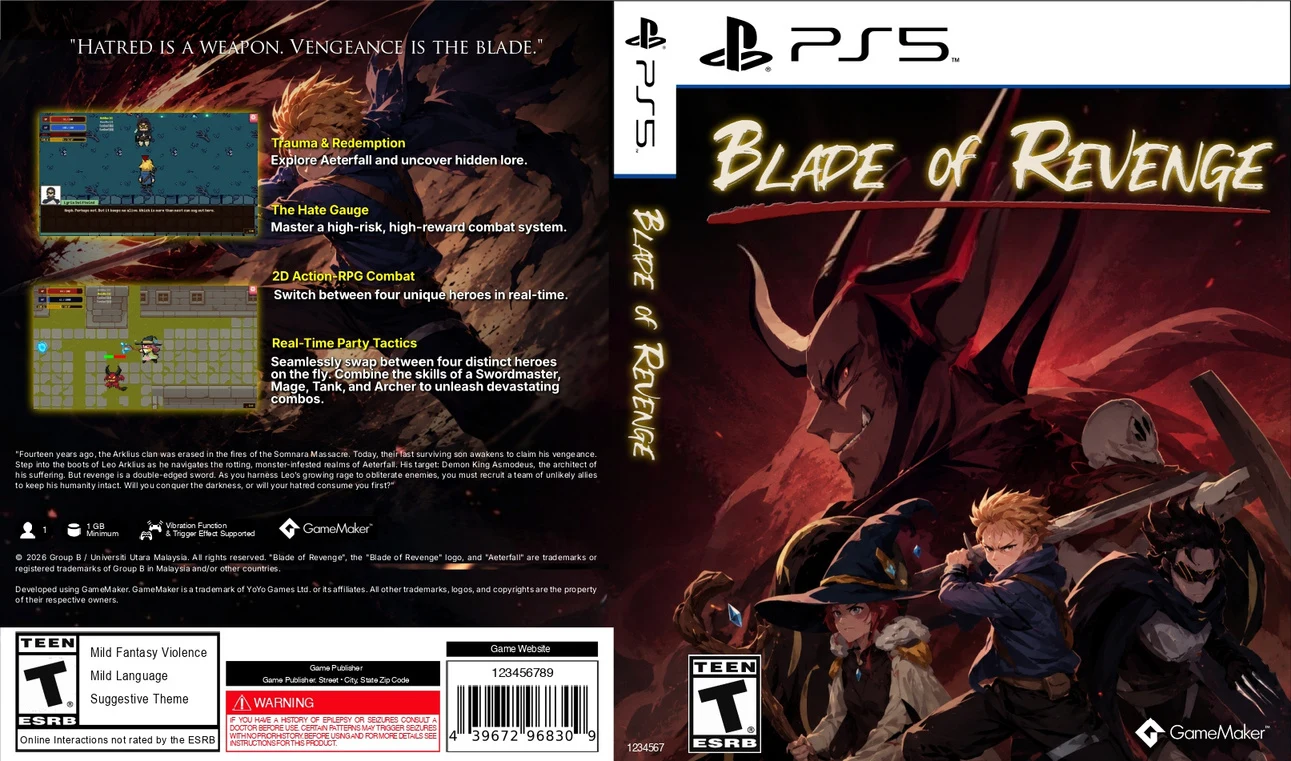 "HATRED IS A WEAPON. VENGEANCE IS THE BLADE."
Trauma & Redemption
Explore Aeterfall and uncover hidden lore.
The Hate Gauge
Master a high-risk, high-reward combat system.
2D Action-RPG Combat
Switch between four unique heroes in real-time.
Real-Time Party Tactics
Seamlessly swap between four distinct heroes
on the fly. Combine the skills of a Swordmaster,
Mage, Tank, and Archer to unleash devastating
combos.
"Fourteen years ago, the Arklius clan was erased in the fires of the Somnara Massacre. Today, their last surviving son awakens to claim his vengeance.
Step into the boots of Leo Arklius as he navigates the rotting, monster-infested realms of Aeterfall. His target: Demon King Asmodeus, the architect of
his suffering. But revenge is a double-edged sword. As you harness Leo's growing rage to obliterate enemies, you must recruit a team of unlikely allies
to keep his humanity intact. Will you conquer the darkness, or will your hatred consume you first?"
1
1 GB
Minimum
Vibration Function
& Trigger Effect Supported
GameMaker™
© 2026 Group B / Universiti Utara Malaysia. All rights reserved. "Blade of Revenge", the "Blade of Revenge" logo, and "Aeterfall" are trademarks or
registered trademarks of Group B in Malaysia and/or other countries.
Developed using GameMaker. GameMaker is a trademark of YoYo Games Ltd. or its affiliates. All other trademarks, logos, and copyrights are the property
of their respective owners.
TEEN
T®
ESRB
Mild Fantasy Violence
Mild Language
Suggestive Theme
Online Interactions not rated by the ESRB
Game Publisher
Game Publisher. Street • City, State Zip Code
WARNING
IF YOU HAVE A HISTORY OF EPILEPSY OR SEIZURES CONSULT A
DOCTOR BEFORE USE. CERTAIN PATTERNS MAY TRIGGER SEIZURES
WITH NO PRIOR HISTORY. BEFORE USING AND FOR MORE DETAILS SEE
INSTRUCTIONS FOR THIS PRODUCT.
Game Website
123456789
4 39672 96830 9
PS5™
BLADE of REVENGE
1234567
PS5™
BLADE of REVENGE
TEEN
T®
ESRB
GameMaker™